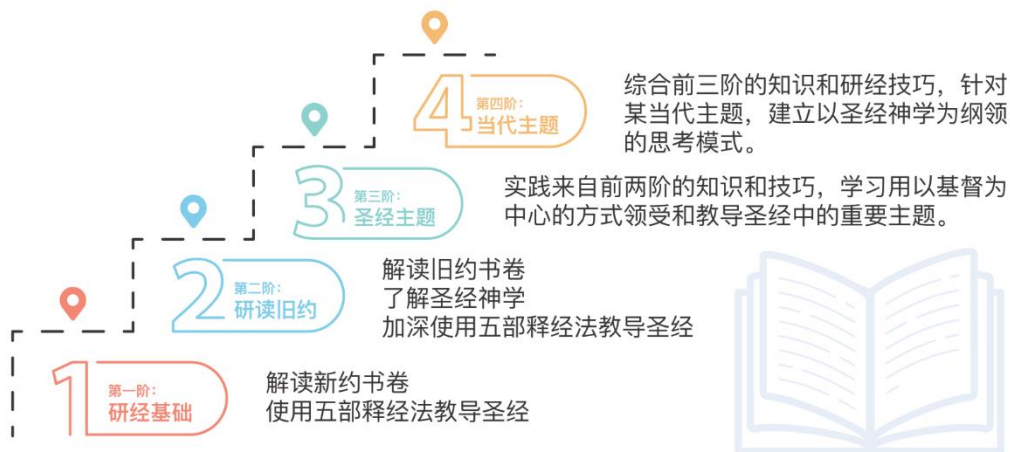 4
第四阶：
当代主题
综合前三阶的知识和研经技巧，针对
某当代主题，建立以圣经神学为纲领
的思考模式。
3
第三阶：
圣经主题
实践来自前两阶的知识和技巧，学习用以基督为
中心的方式领受和教导圣经中的重要主题。
2
第二阶：
研读旧约
解读旧约书卷
了解圣经神学
加深使用五部释经法教导圣经
1
第一阶：
研经基础
解读新约书卷
使用五部释经法教导圣经